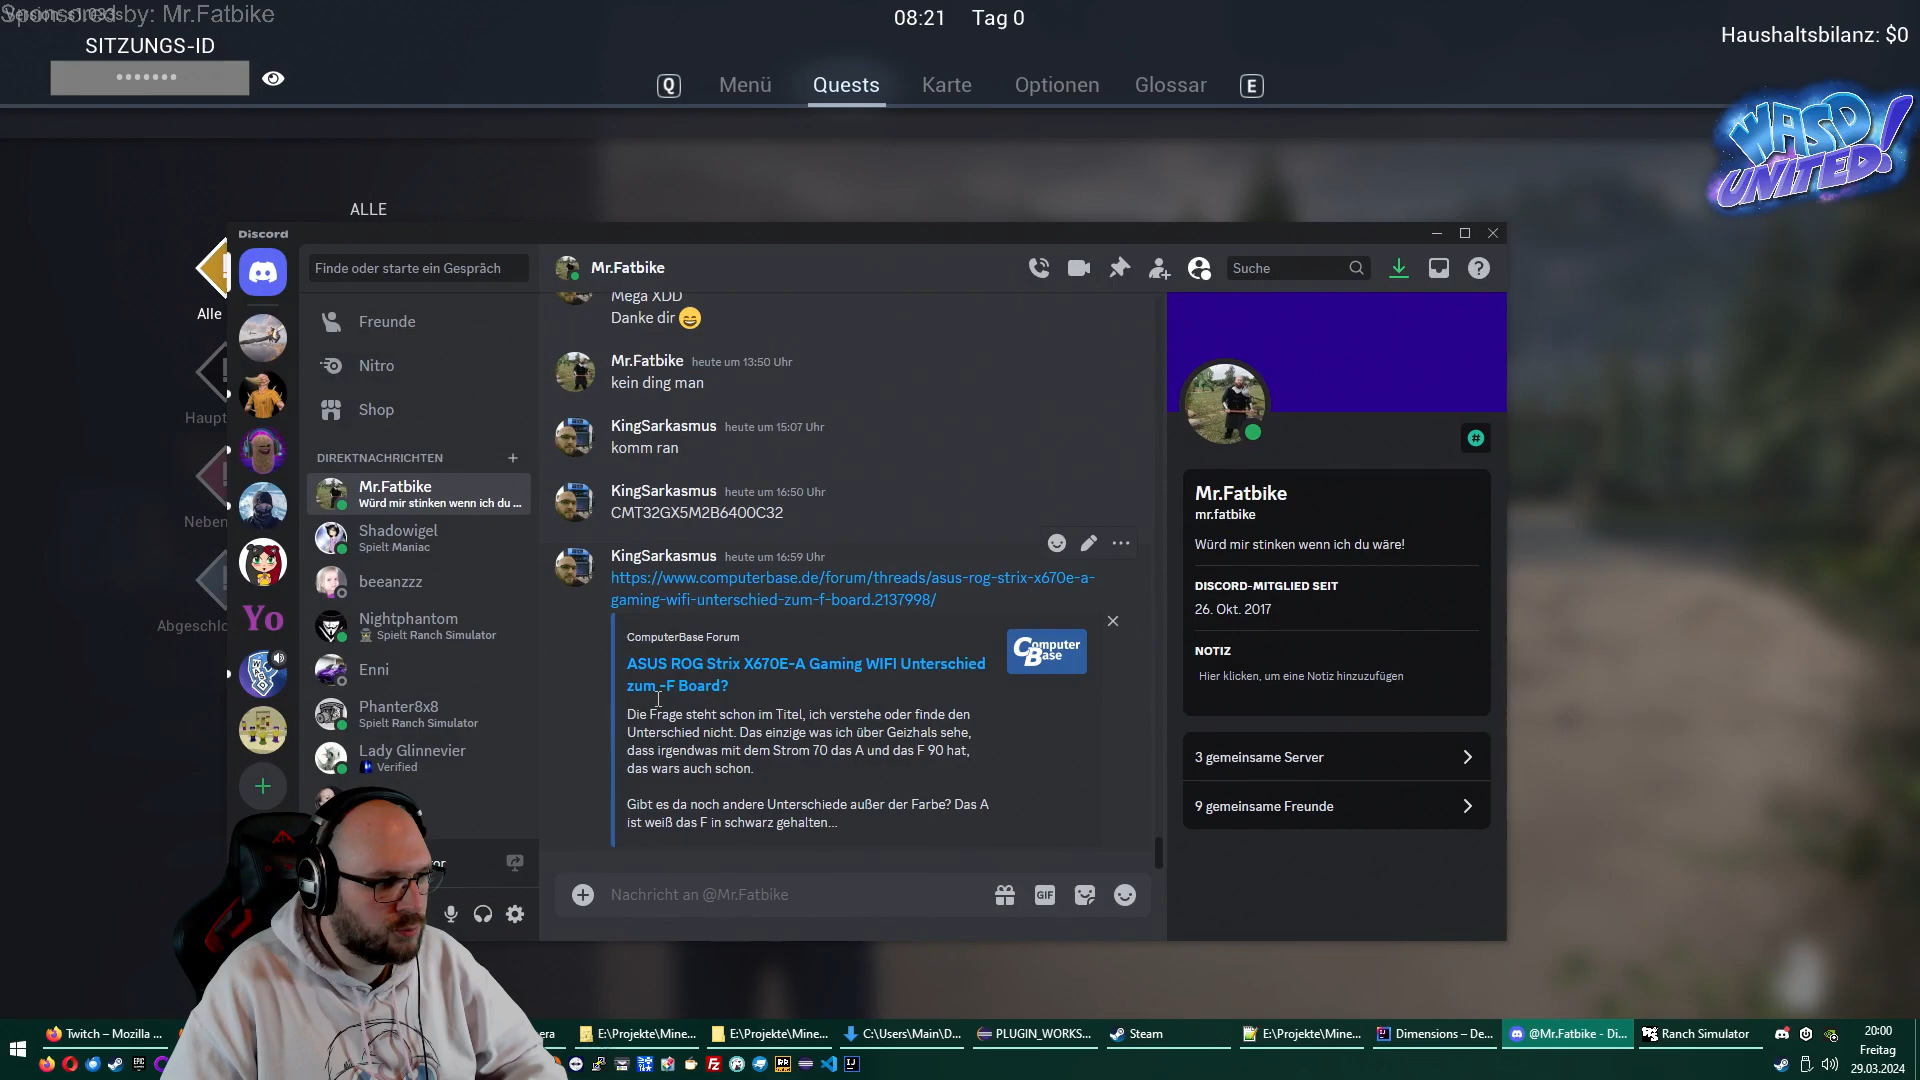 Sponsored by: Mr.Fatbike
08:21 Tag 0
Haushaltsbilanz: $0
SITZUNGS-ID
•••••••
Q Menü Quests Karte Optionen Glossar E
WASD
UNITED!
ALLE
Alle
Haupt
Neben
Abgeschlo
Discord
Finde oder starte ein Gespräch
Freunde
Nitro
Shop
DIREKTNACHRICHTEN
Mr.Fatbike
Würd mir stinken wenn ich du ...
Shadowigel
Spielt Maniac
beeanzzz
Nightphantom
Spielt Ranch Simulator
Enni
Phanter8x8
Spielt Ranch Simulator
Lady Glinnevier
Verified
Yo
Mr.Fatbike
Suche
Mega XDD
Danke dir 😄
Mr.Fatbike heute um 13:50 Uhr
kein ding man
KingSarkasmus heute um 15:07 Uhr
komm ran
KingSarkasmus heute um 16:50 Uhr
CMT32GX5M2B6400C32
KingSarkasmus heute um 16:59 Uhr
https://www.computerbase.de/forum/threads/asus-rog-strix-x670e-a-
gaming-wifi-unterschied-zum-f-board.2137998/
ComputerBase Forum
Computer
Base
ASUS ROG Strix X670E-A Gaming WIFI Unterschied
zum -F Board?
Die Frage steht schon im Titel, ich verstehe oder finde den
Unterschied nicht. Das einzige was ich über Geizhals sehe,
dass irgendwas mit dem Strom 70 das A und das F 90 hat,
das wars auch schon.
Gibt es da noch andere Unterschiede außer der Farbe? Das A
ist weiß das F in schwarz gehalten...
Nachricht an @Mr.Fatbike
GIF
Mr.Fatbike
mr.fatbike
Würd mir stinken wenn ich du wäre!
DISCORD-MITGLIED SEIT
26. Okt. 2017
NOTIZ
Hier klicken, um eine Notiz hinzuzufügen
3 gemeinsame Server
9 gemeinsame Freunde
Twitch – Mozilla ...
E:\Projekte\Mine...
E:\Projekte\Mine...
C:\Users\Main\D...
PLUGIN_WORKS...
Steam
E:\Projekte\Mine...
Dimensions – De...
@Mr.Fatbike - Di...
Ranch Simulator
20:00
Freitag
29.03.2024